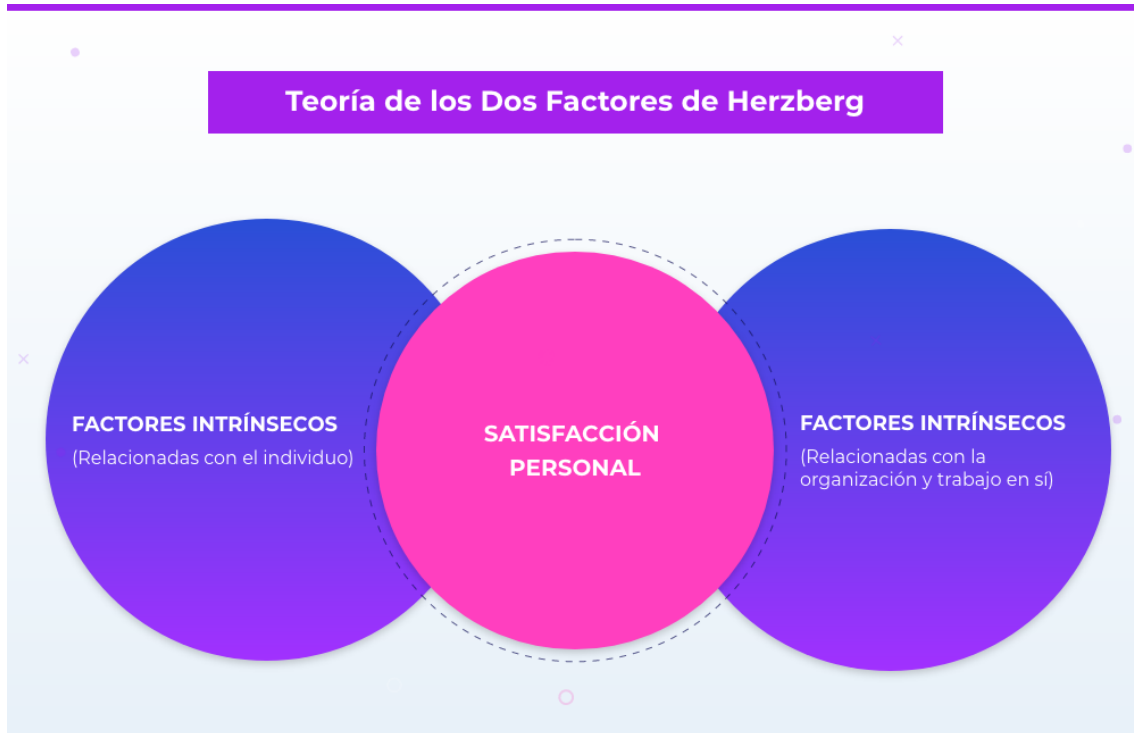 Teoría de los Dos Factores de Herzberg
FACTORES INTRÍNSECOS
(Relacionadas con el individuo)
SATISFACCIÓN
PERSONAL
FACTORES INTRÍNSECOS
(Relacionadas con la
organización y trabajo en sí)